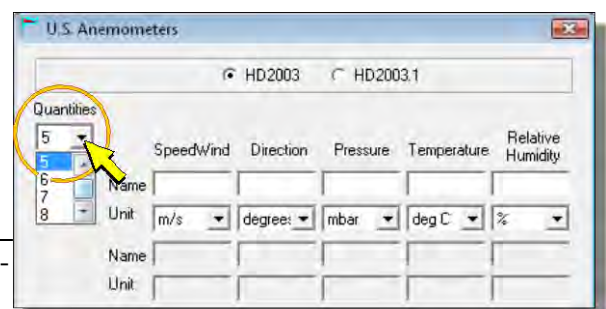 U.S. Anemometers
HD2003 HD2003.1
Quantities
5
5
6
7
8
SpeedWind Direction Pressure Temperature Relative Humidity
Name
Unit m/s degree: mbar deg C %
Name
Unit